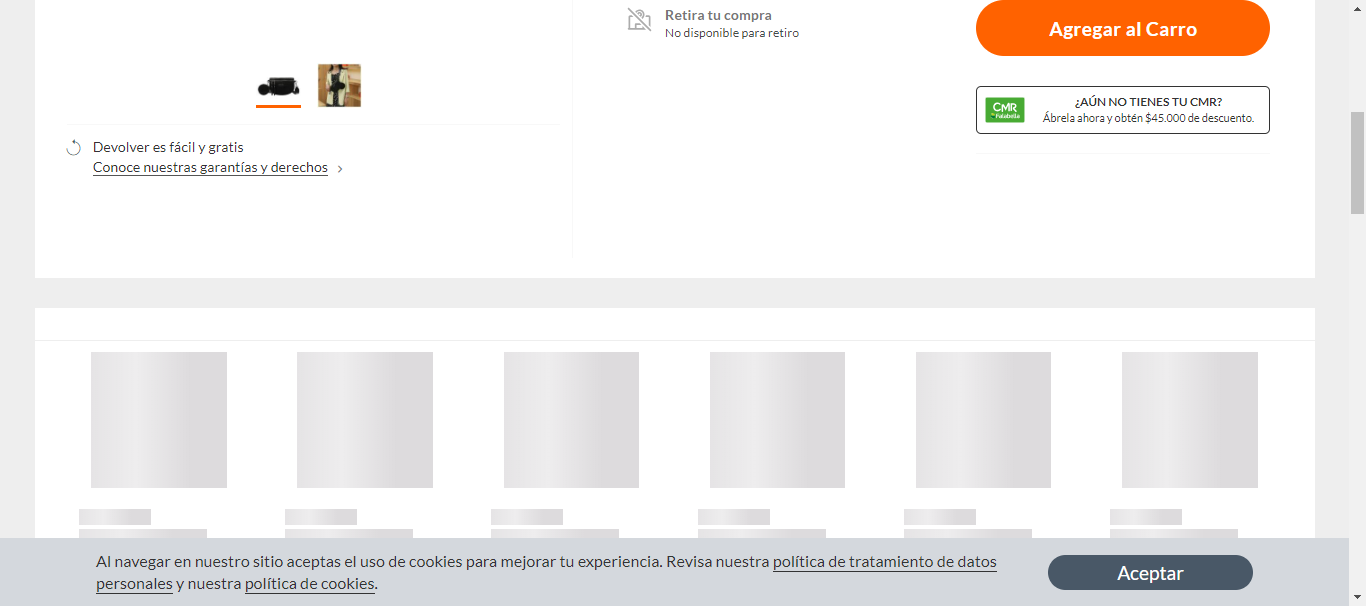 Retira tu compra
No disponible para retiro
Agregar al Carro
CMR
Falabella
¿AÚN NO TIENES TU CMR?
Ábrela ahora y obtén $45.000 de descuento.
Devolver es fácil y gratis
Conoce nuestras garantías y derechos
Al navegar en nuestro sitio aceptas el uso de cookies para mejorar tu experiencia. Revisa nuestra política de tratamiento de datos
personales y nuestra política de cookies.
Aceptar